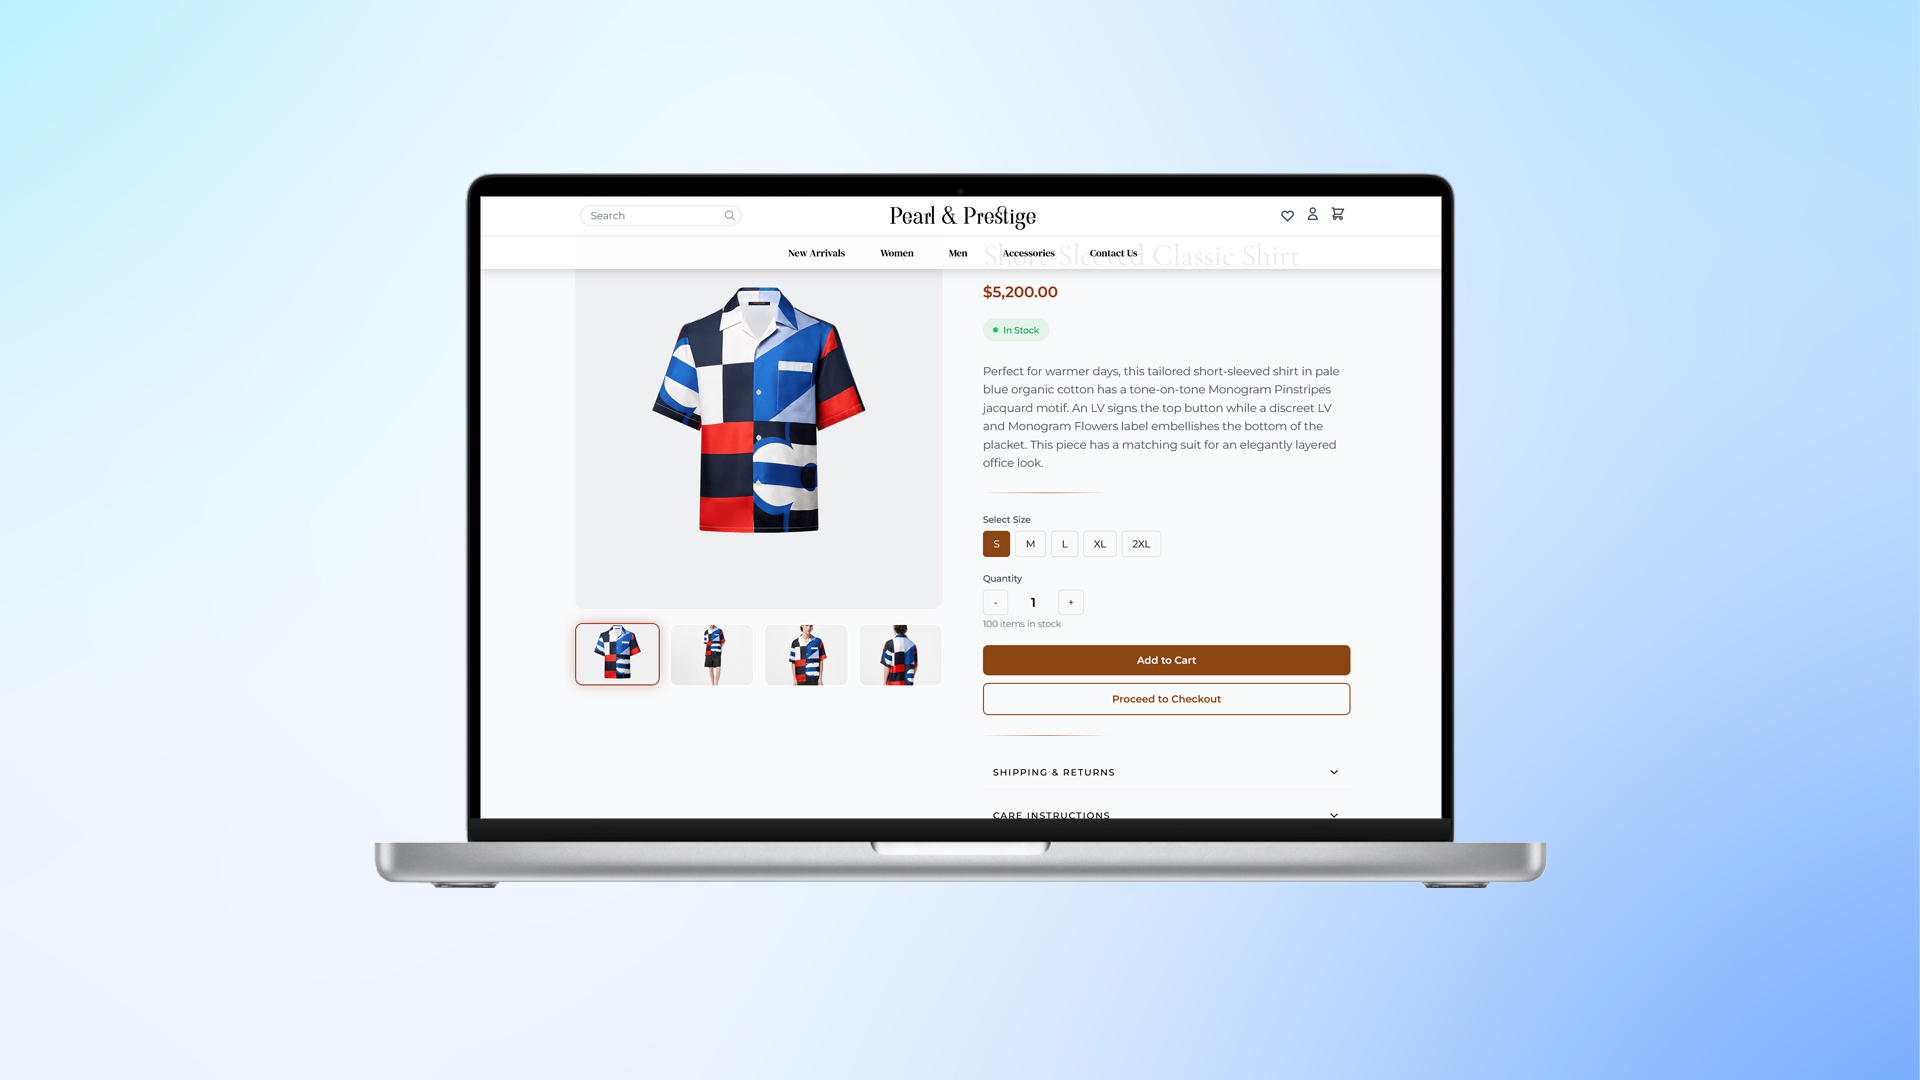 Search
Pearl & Prestige
New Arrivals Women Men Accessories Contact Us
Short-Sleeved Classic Shirt
$5,200.00
In Stock
Perfect for warmer days, this tailored short-sleeved shirt in pale
blue organic cotton has a tone-on-tone Monogram Pinstripes
jacquard motif. An LV signs the top button while a discreet LV
and Monogram Flowers label embellishes the bottom of the
placket. This piece has a matching suit for an elegantly layered
office look.
Select Size
S M L XL 2XL
Quantity
- 1 +
100 items in stock
Add to Cart
Proceed to Checkout
SHIPPING & RETURNS
CARE INSTRUCTIONS